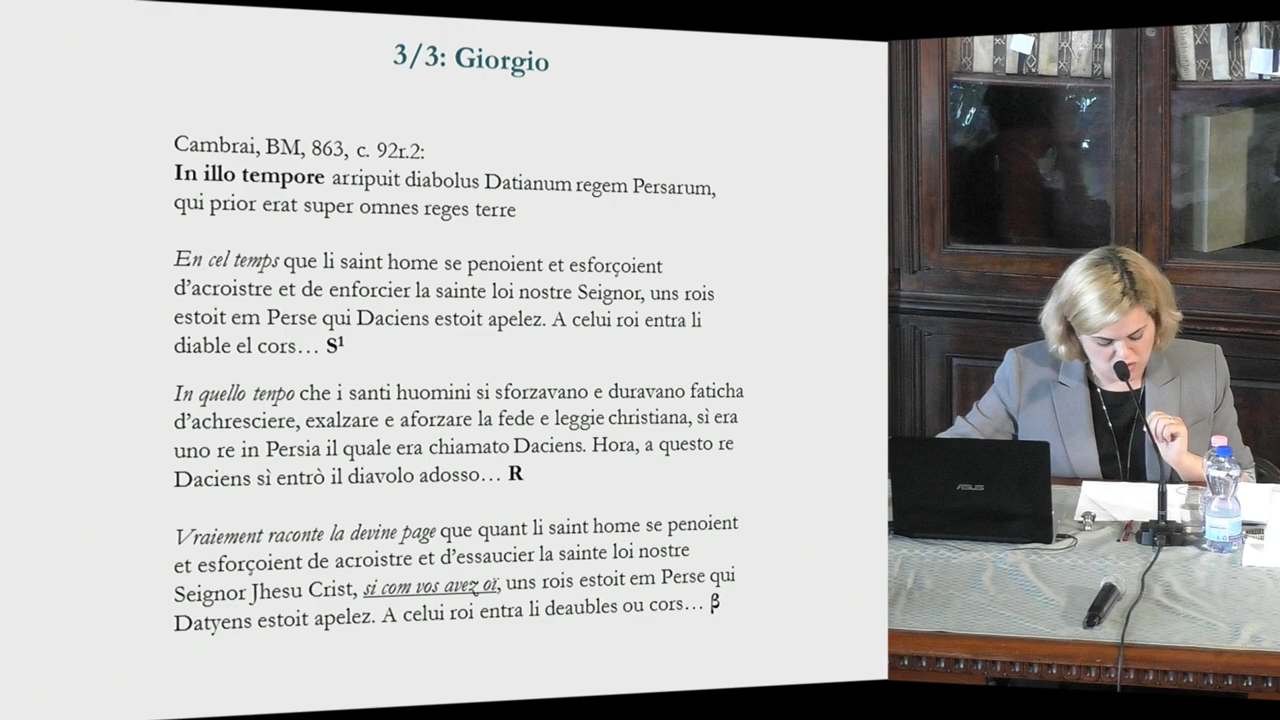 3/3: Giorgio
Cambrai, BM, 863, c. 92r.2:
In illo tempore arripuit diabolus Datianum regem Persarum,
qui prior erat super omnes reges terre
En cel temps que li saint home se penoient et esforçoient
d’acroistre et de enforcier la sainte loi nostre Seignor, uns rois
estoit em Perse qui Daciens estoit apelez. A celui roi entra li
diable el cors… S¹
In quello tenpo che i santi huomini si sforzavano e duravano faticha
d’achresciere, exalzare e aforzare la fede e leggie christiana, sì era
uno re in Persia il quale era chiamato Daciens. Hora, a questo re
Daciens sì entrò il diavolo adosso… R
Vraiement raconte la devine page que quant li saint home se penoient
et esforçoient de acroistre et d’essaucier la sainte loi nostre
Seignor Jhesu Crist, si com vos avez oï, uns rois estoit em Perse qui
Datyens estoit apelez. A celui roi entra li deaubles ou cors… β
ASUS